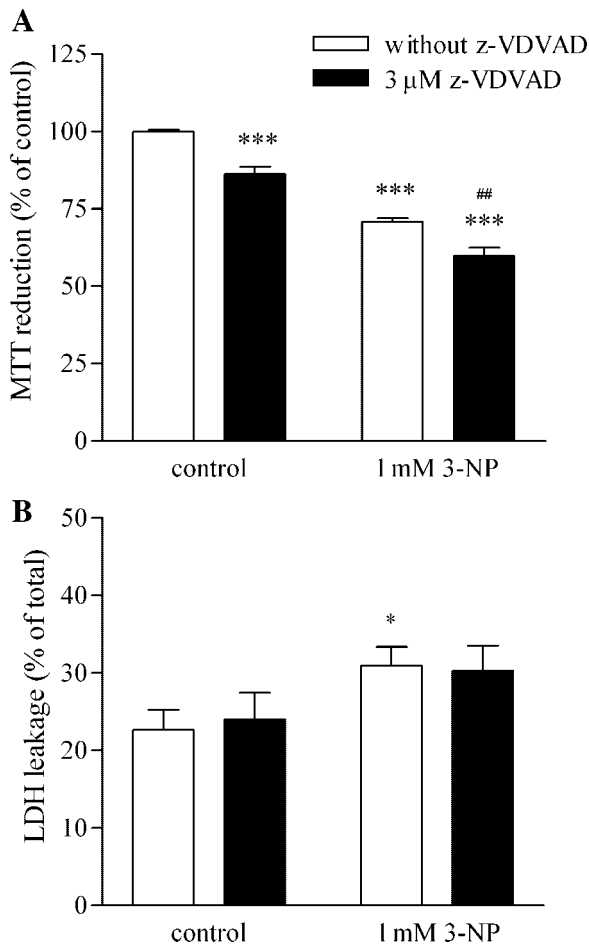 A
without z-VDVAD
3 µM z-VDVAD
MTT reduction (% of control)
125
100
75
50
25
0
***
***
##
***
control
1 mM 3-NP
B
LDH leakage (% of total)
50
40
30
20
10
0
*
control
1 mM 3-NP